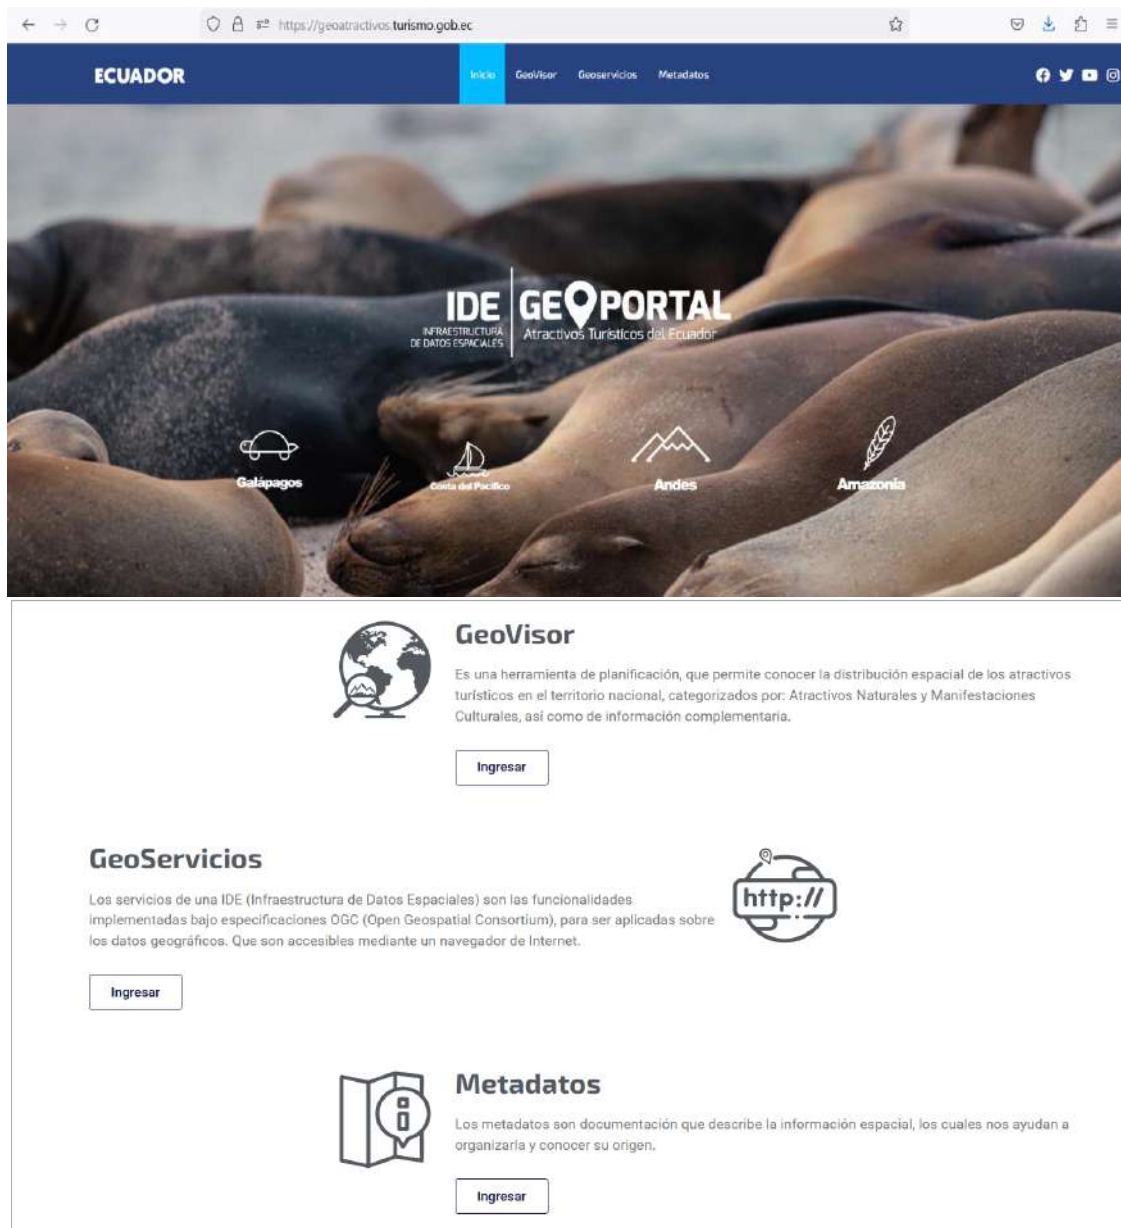 https://geoatractivos.turismo.gob.ec
ECUADOR
Inicio GeoVisor Geoservicios Metadatos
IDE GEOPORTAL
INFRAESTRUCTURA
DE DATOS ESPACIALES
Atractivos Turísticos del Ecuador
Galápagos Costa del Pacífico Andes Amazonía
GeoVisor
Es una herramienta de planificación, que permite conocer la distribución espacial de los atractivos
turísticos en el territorio nacional, categorizados por: Atractivos Naturales y Manifestaciones
Culturales, así como de información complementaria.
Ingresar
GeoServicios
Los servicios de una IDE (Infraestructura de Datos Espaciales) son las funcionalidades
implementadas bajo especificaciones OGC (Open Geospatial Consortium), para ser aplicadas sobre
los datos geográficos. Que son accesibles mediante un navegador de Internet.
http://
Ingresar
Metadatos
Los metadatos son documentación que describe la información espacial, los cuales nos ayudan a
organizarla y conocer su origen.
Ingresar